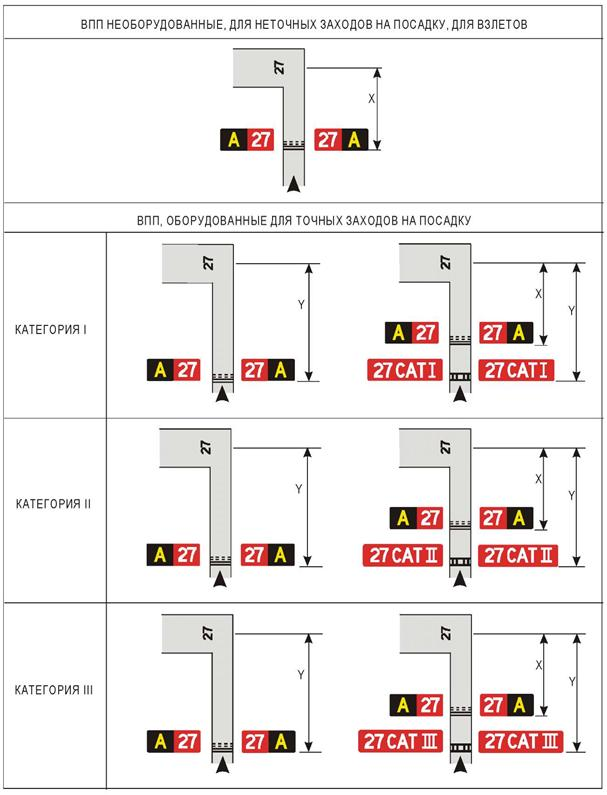 ВПП НЕОБОРУДОВАННЫЕ, ДЛЯ НЕТОЧНЫХ ЗАХОДОВ НА ПОСАДКУ, ДЛЯ ВЗЛЕТОВ
27
X
A 27 27 A
ВПП, ОБОРУДОВАННЫЕ ДЛЯ ТОЧНЫХ ЗАХОДОВ НА ПОСАДКУ
КАТЕГОРИЯ I
27
Y
A 27 27 A
27
X
Y
A 27 27 A
27 CAT I 27 CAT I
КАТЕГОРИЯ II
27
Y
A 27 27 A
27
X
Y
A 27 27 A
27 CAT II 27 CAT II
КАТЕГОРИЯ III
27
Y
A 27 27 A
27
X
Y
A 27 27 A
27 CAT III 27 CAT III